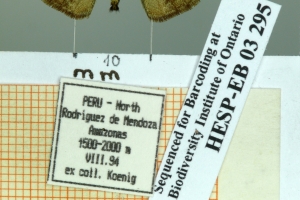 10
mm
PERU - North
Rodriguez de Mendoza
Amazonas
1500-2000 m
VIII.94
ex coll. Koenig
Sequenced for Barcoding at
Biodiversity Institute of Ontario
HESP-EB 03 295